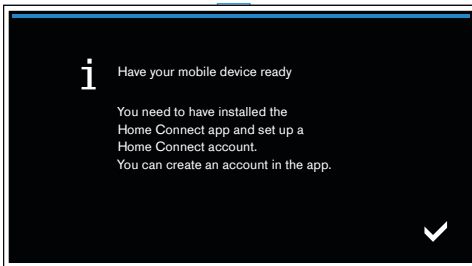 i
Have your mobile device ready
You need to have installed the
Home Connect app and set up a
Home Connect account.
You can create an account in the app.